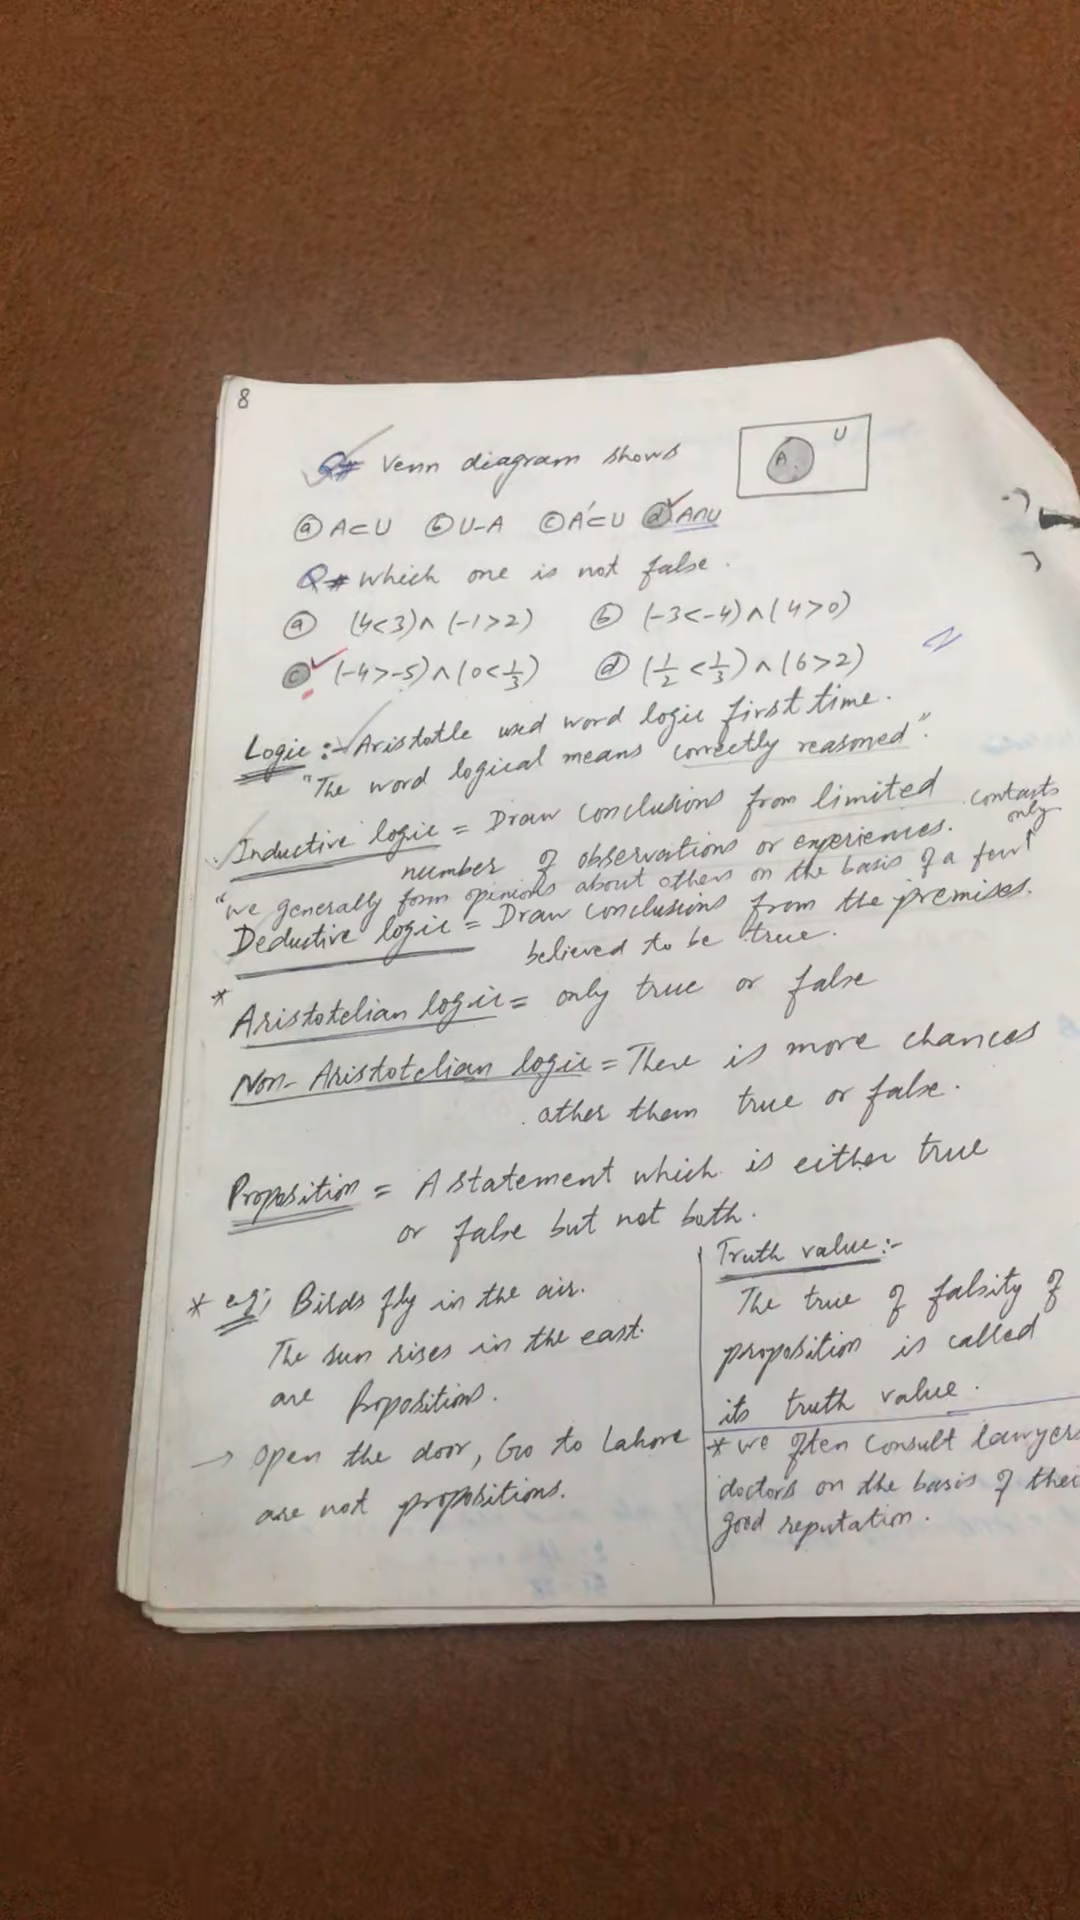 8
Q# Venn diagram shows
A U
ⓐ A⊂U ⓑ U-A ⓒ A'⊂U ⓓ A∩U
Q# which one is not false.
ⓐ (4<3)∧(-1>2) ⓑ (-3<-4)∧(4>0)
ⓒ (-4>-5)∧(0<1/3) ⓓ (1/2<1/3)∧(6>2)
Logic :- Aristotle used word logic first time.
"The word logical means correctly reasoned".
Inductive logic = Draw conclusions from limited
number of observations or experiences.
"we generally form opinions about others on the basis of a few contacts only
Deductive logic = Draw conclusions from the premises.
believed to be true.
* Aristotelian logic = only true or false
Non-Aristotelian logic = There is more chances
other them true or false.
Proposition = A statement which is either true
or false but not both.
* eg; Birds fly in the air.
The sun rises in the east.
are Propositions.
→ Open the door, Go to Lahore
are not propositions.
Truth value:-
The true of falsity of
proposition is called
its truth value.
* we often consult lawyers
doctors on the basis of thei
good reputation.